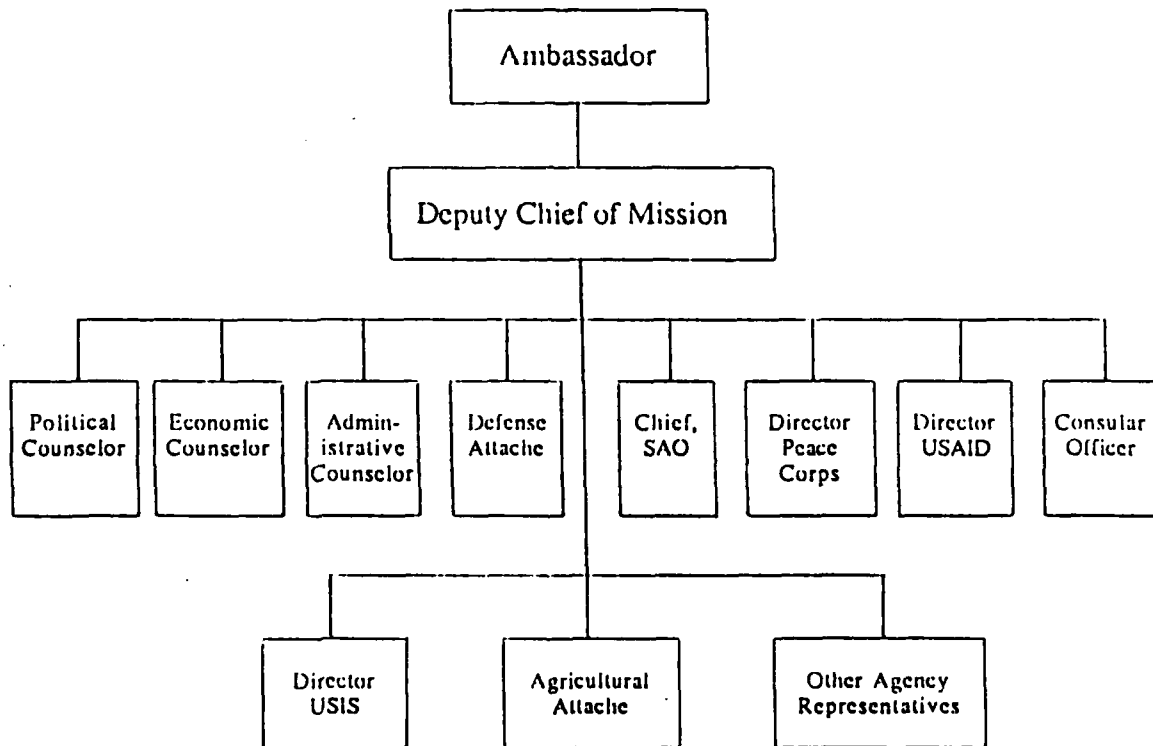 Ambassador
Deputy Chief of Mission
Political
Counselor
Economic
Counselor
Admin-
istrative
Counselor
Defense
Attache
Chief,
SAO
Director
Peace
Corps
Director
USAID
Consular
Officer
Director
USIS
Agricultural
Attache
Other Agency
Representatives